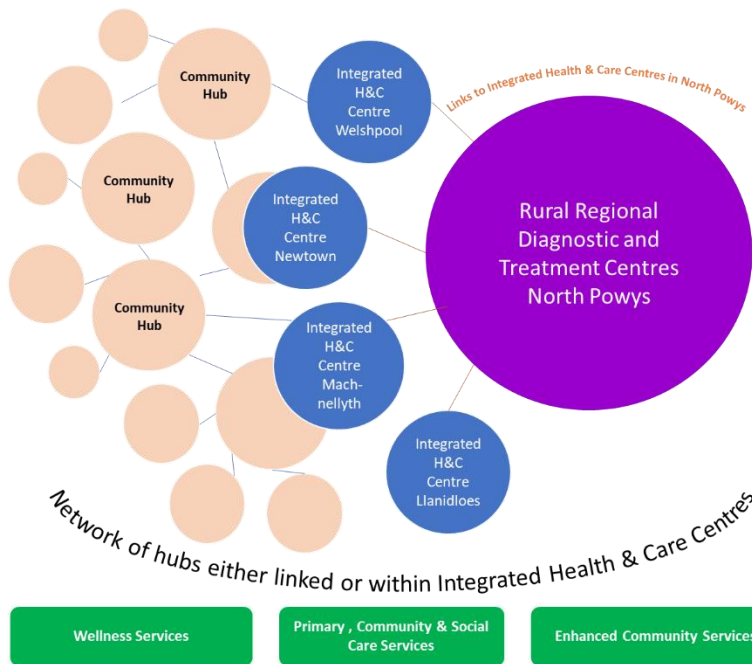 Community
Hub
Integrated
H&C
Centre
Welshpool
Links to Integrated Health & Care Centres in North Powys
Community
Hub
Integrated
H&C
Centre
Newtown
Rural Regional
Diagnostic and
Treatment Centres
North Powys
Community
Hub
Integrated
H&C
Centre
Mach-
nellyth
Integrated
H&C
Centre
Llanidloes
Network of hubs either linked or within Integrated Health & Care Centres
Wellness Services
Primary , Community & Social
Care Services
Enhanced Community Services